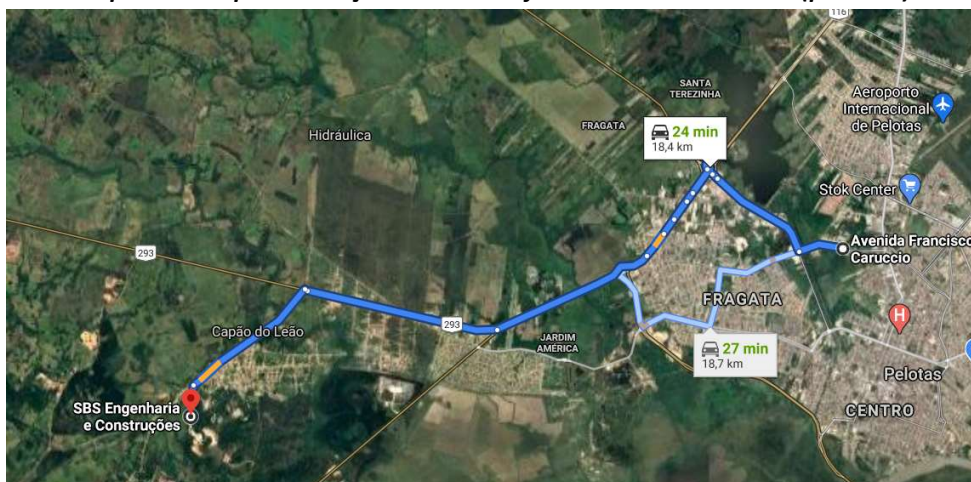 116
SANTA
TEREZINHA
Aeroporto
Internacional
de Pelotas
FRAGATA
24 min
18,4 km
Hidráulica
Stok Center
Avenida Francisco
Caruccio
293
FRAGATA
H
293
Capão do Leão
JARDIM
AMÉRICA
27 min
18,7 km
Pelotas
SBS Engenharia
e Construções
CENTRO